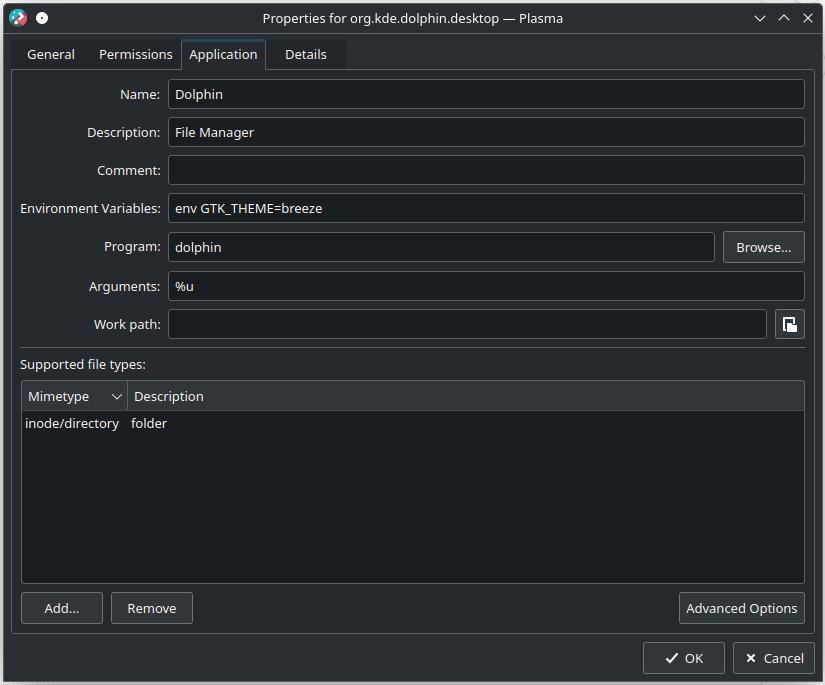 Properties for org.kde.dolphin.desktop — Plasma
General Permissions Application Details
Name: Dolphin
Description: File Manager
Comment:
Environment Variables: env GTK_THEME=breeze
Program: dolphin Browse...
Arguments: %u
Work path:
Supported file types:
Mimetype Description
inode/directory folder
Add... Remove Advanced Options
OK Cancel